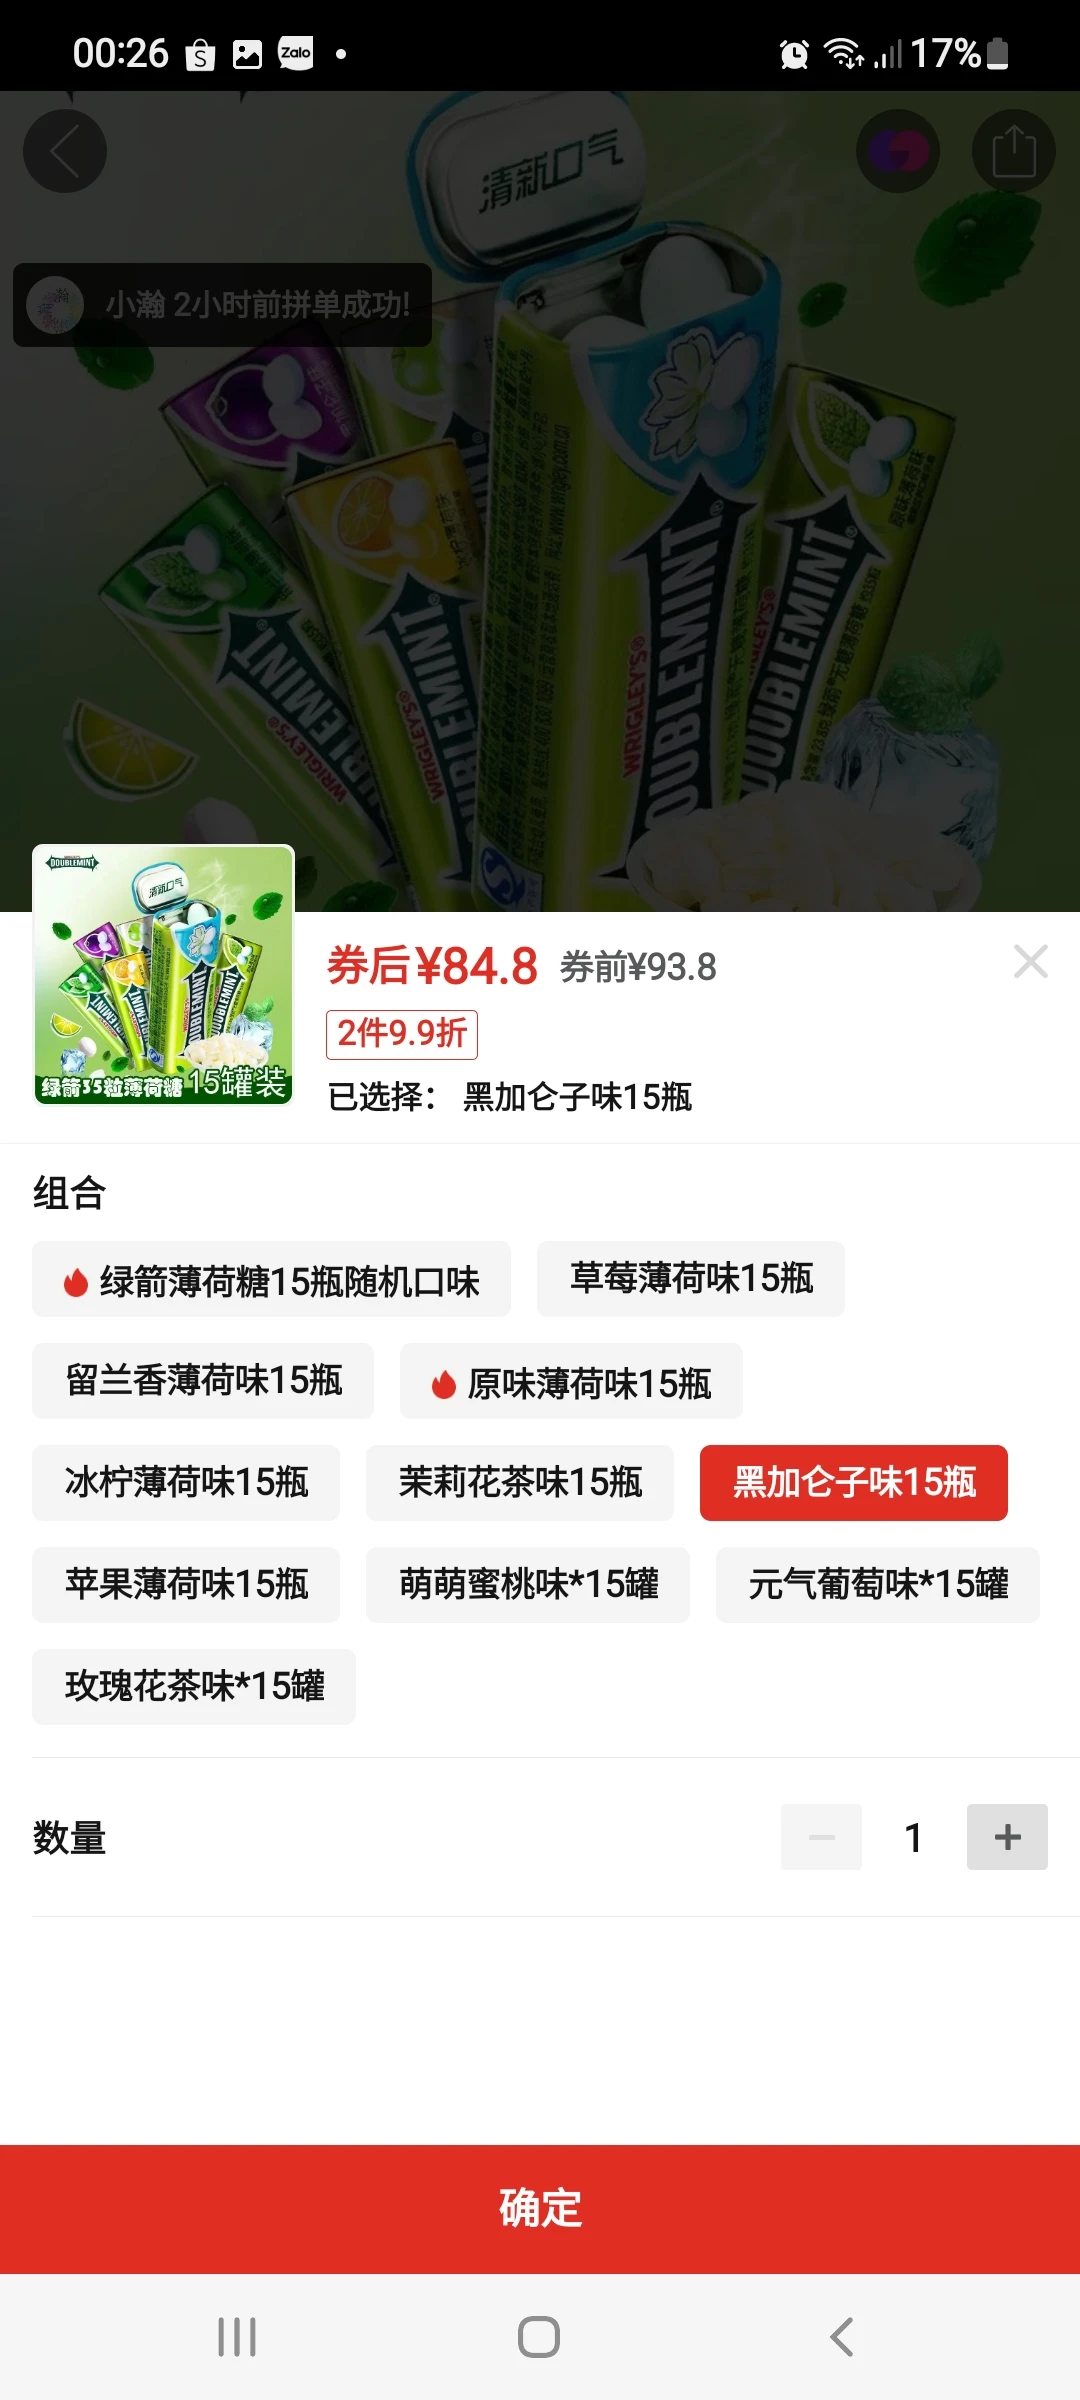 00:26 Zalo 17%
清新口气
小瀚 2小时前拼单成功!
WRIGLEY'S DOUBLEMINT
WRIGLEY'S
WRIGLEY'S
DOUBLEMINT
DOUBLEMINT
清新口气
绿箭35粒薄荷糖 15罐装
券后¥84.8 券前¥93.8
2件9.9折
已选择： 黑加仑子味15瓶
组合
绿箭薄荷糖15瓶随机口味 草莓薄荷味15瓶
留兰香薄荷味15瓶 原味薄荷味15瓶
冰柠薄荷味15瓶 茉莉花茶味15瓶 黑加仑子味15瓶
苹果薄荷味15瓶 萌萌蜜桃味*15罐 元气葡萄味*15罐
玫瑰花茶味*15罐
数量 1
确定